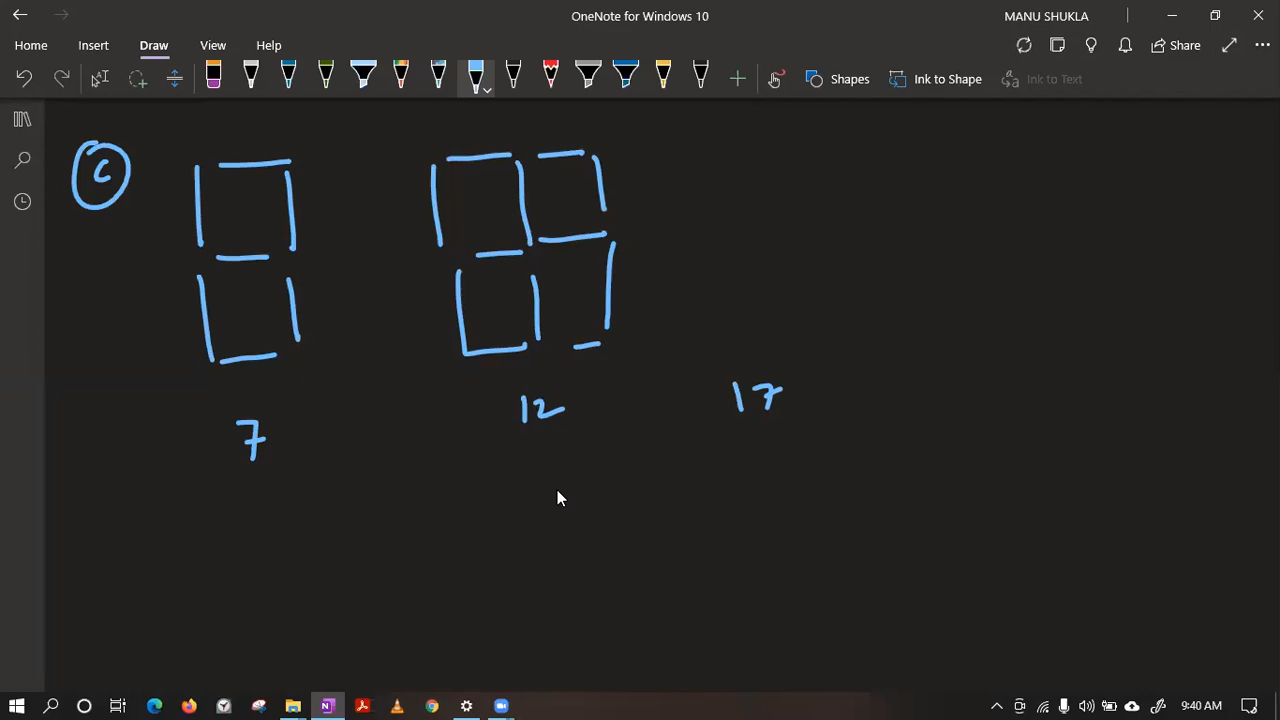 OneNote for Windows 10
MANU SHUKLA
Home Insert Draw View Help
Share
Shapes
Ink to Shape
Ink to Text
C
7
12
17
9:40 AM